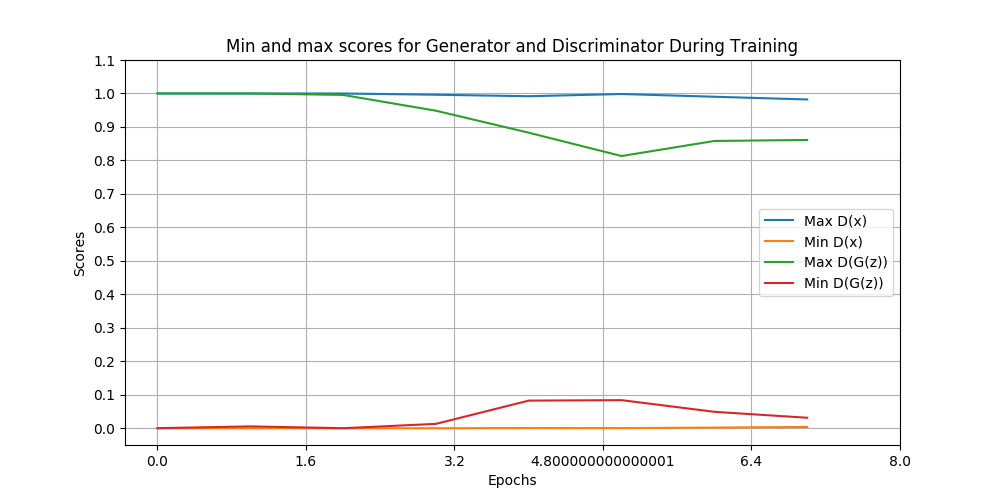 Min and max scores for Generator and Discriminator During Training
1.1
1.0
0.9
0.8
0.7
0.6
0.5
0.4
0.3
0.2
0.1
0.0
Scores
Max D(x)
Min D(x)
Max D(G(z))
Min D(G(z))
0.0 1.6 3.2 4.800000000000001 6.4 8.0
Epochs